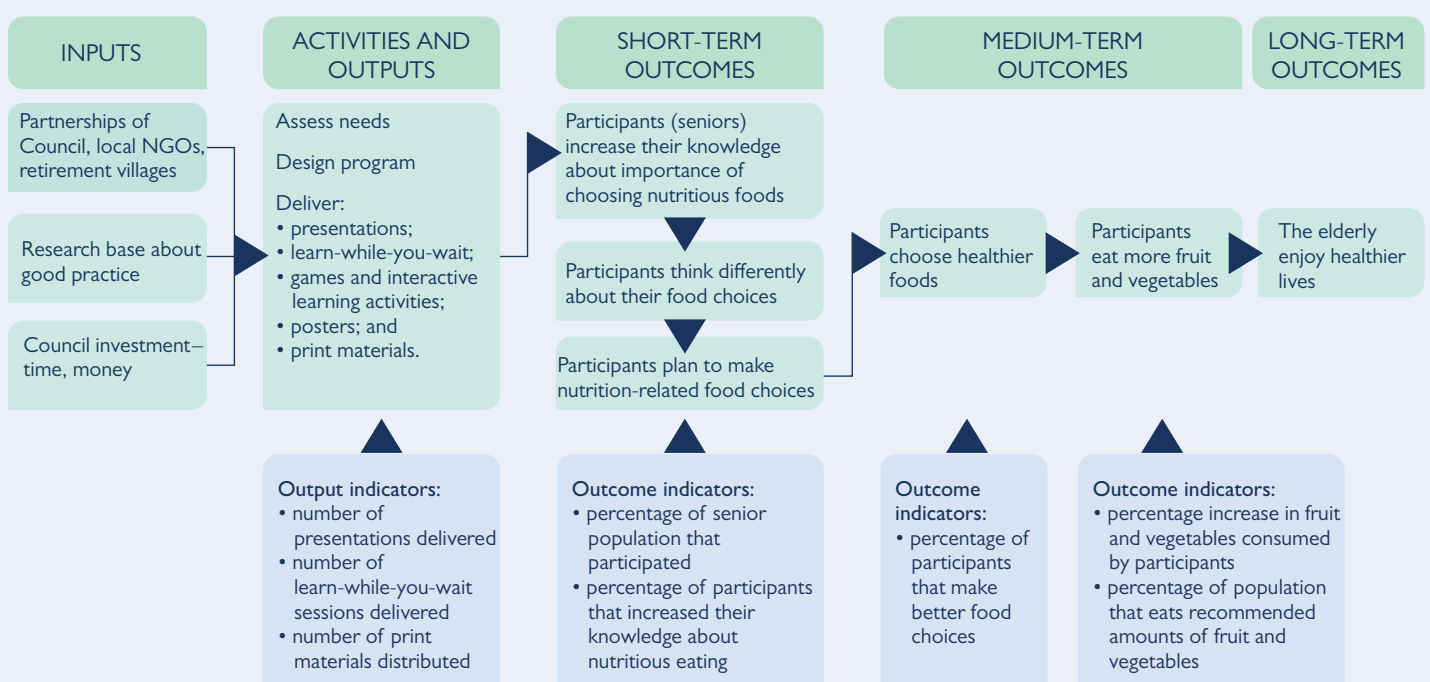 INPUTS
ACTIVITIES AND
OUTPUTS
SHORT-TERM
OUTCOMES
MEDIUM-TERM
OUTCOMES
LONG-TERM
OUTCOMES
Partnerships of
Council, local NGOs,
retirement villages
Research base about
good practice
Council investment–
time, money
Assess needs
Design program
Deliver:
• presentations;
• learn-while-you-wait;
• games and interactive
learning activities;
• posters; and
• print materials.
Participants (seniors)
increase their knowledge
about importance of
choosing nutritious foods
Participants think differently
about their food choices
Participants plan to make
nutrition-related food choices
Participants
choose healthier
foods
Participants
eat more fruit
and vegetables
The elderly
enjoy healthier
lives
Output indicators:
• number of
presentations delivered
• number of
learn-while-you-wait
sessions delivered
• number of print
materials distributed
Outcome indicators:
• percentage of senior
population that
participated
• percentage of participants
that increased their
knowledge about
nutritious eating
Outcome
indicators:
• percentage of
participants
that make
better food
choices
Outcome indicators:
• percentage increase in fruit
and vegetables consumed
by participants
• percentage of population
that eats recommended
amounts of fruit and
vegetables